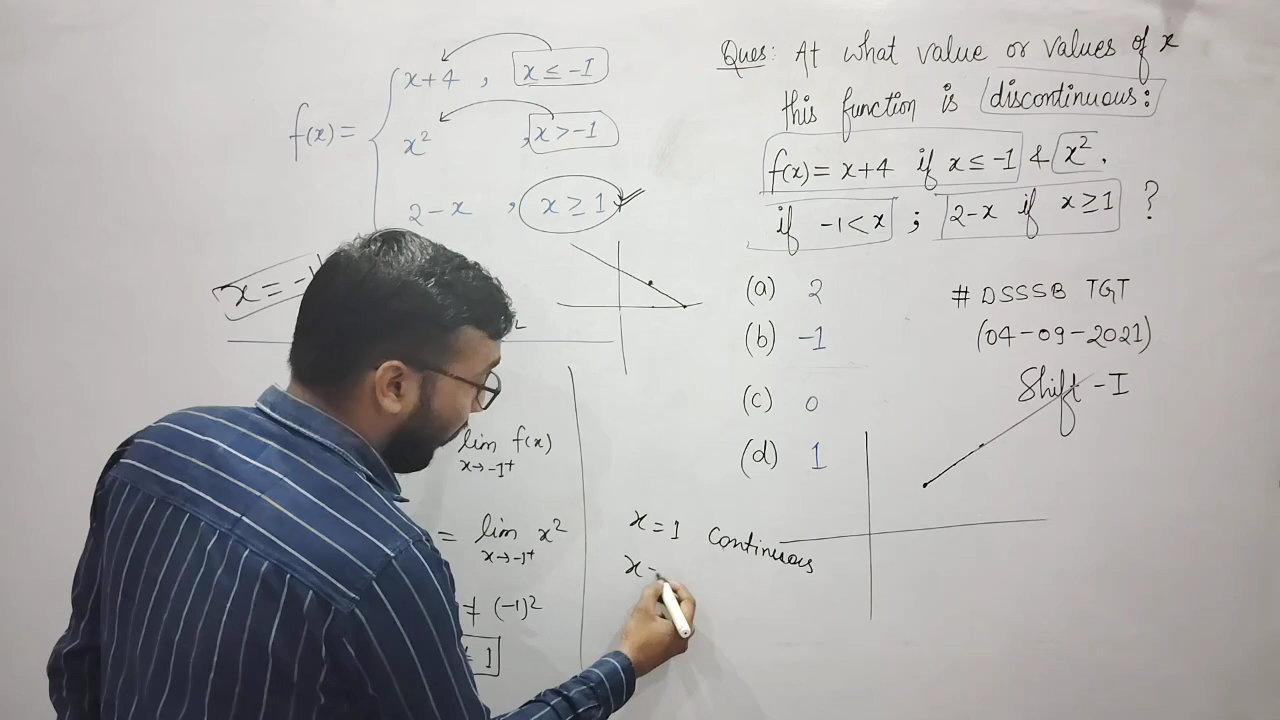 f(x) = { x+4 , x ≤ -1
x² , x > -1
2-x , x ≥ 1
x = -1
lim f(x)
x→-1⁺
= lim x²
x→-1⁺
≠ (-1)²
1
Ques: At what value or values of x
this function is discontinuous:
f(x) = x+4 if x ≤ -1 & x².
if -1 < x ; 2-x if x ≥ 1 ?
(a) 2
(b) -1
(c) 0
(d) 1
# DSSSB TGT
(04-09-2021)
Shift - I
x = 1 Continuous
x -